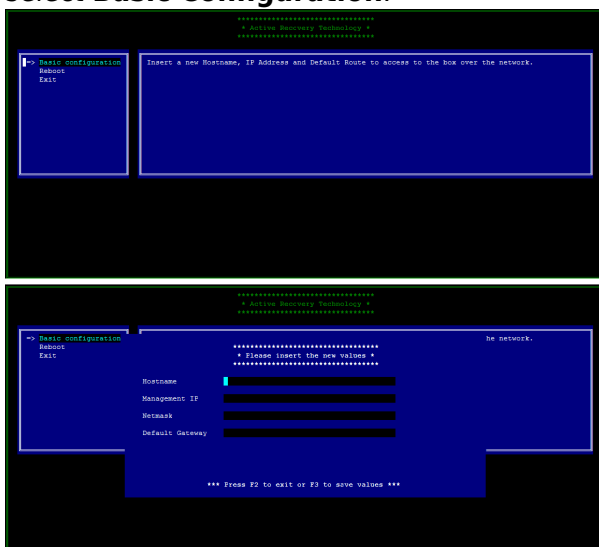 Select Basic Configuration.
**********************************
* Active Recovery Technology *
**********************************
=> Basic configuration
Reboot
Exit
Insert a new Hostname, IP Address and Default Route to access to the box over the network.
**********************************
* Active Recovery Technology *
**********************************
=> Basic configuration
Reboot
Exit
he network.
**********************************
* Please insert the new values *
**********************************
Hostname
Management IP
Netmask
Default Gateway
*** Press F2 to exit or F3 to save values ***